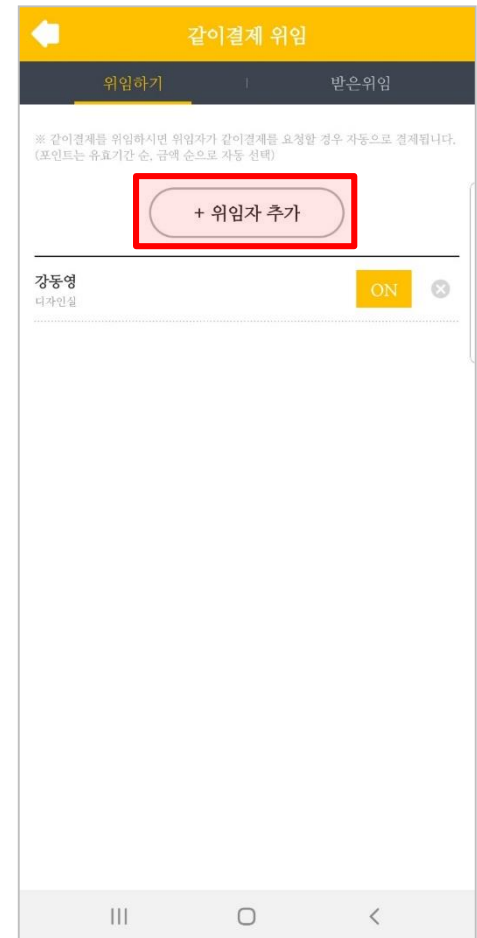 같이결제 위임
위임하기 | 받은위임
※ 같이결제를 위임하시면 위임자가 같이결제를 요청할 경우 자동으로 결제됩니다.
(포인트는 유효기간 순, 금액 순으로 자동 선택)
+ 위임자 추가
강동영 ON
디자인실